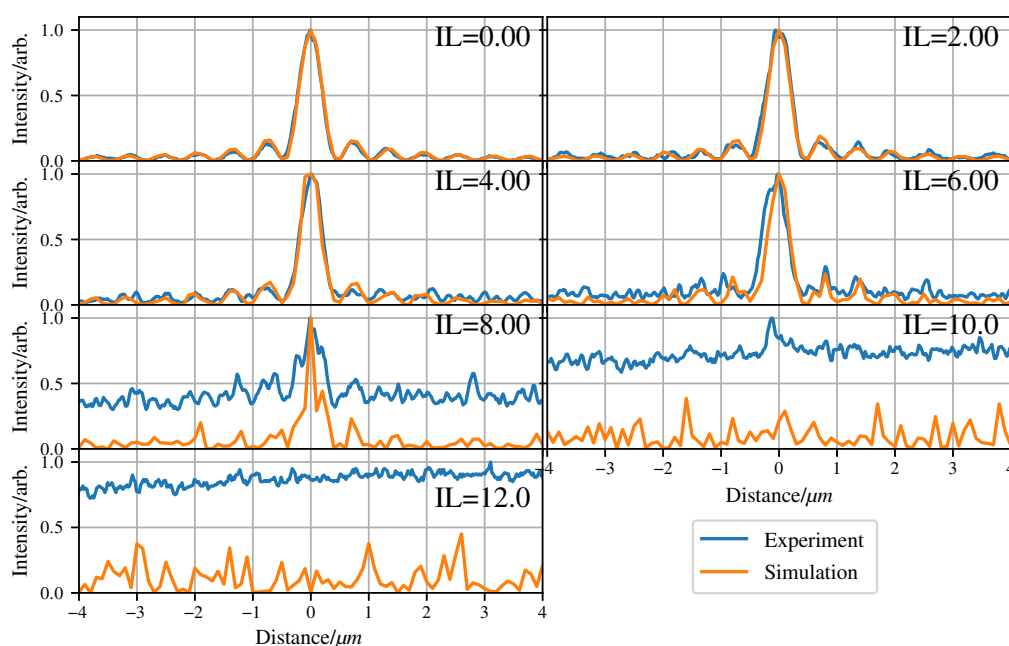 IL=0.00
IL=2.00
Intensity/arb.
1.0
0.5
0.0
IL=4.00
IL=6.00
Intensity/arb.
1.0
0.5
0.0
IL=8.00
IL=10.0
Intensity/arb.
1.0
0.5
0.0
−4 −3 −2 −1 0 1 2 3 4
Distance/μm
IL=12.0
Intensity/arb.
1.0
0.5
0.0
−4 −3 −2 −1 0 1 2 3 4
Distance/μm
Experiment
Simulation